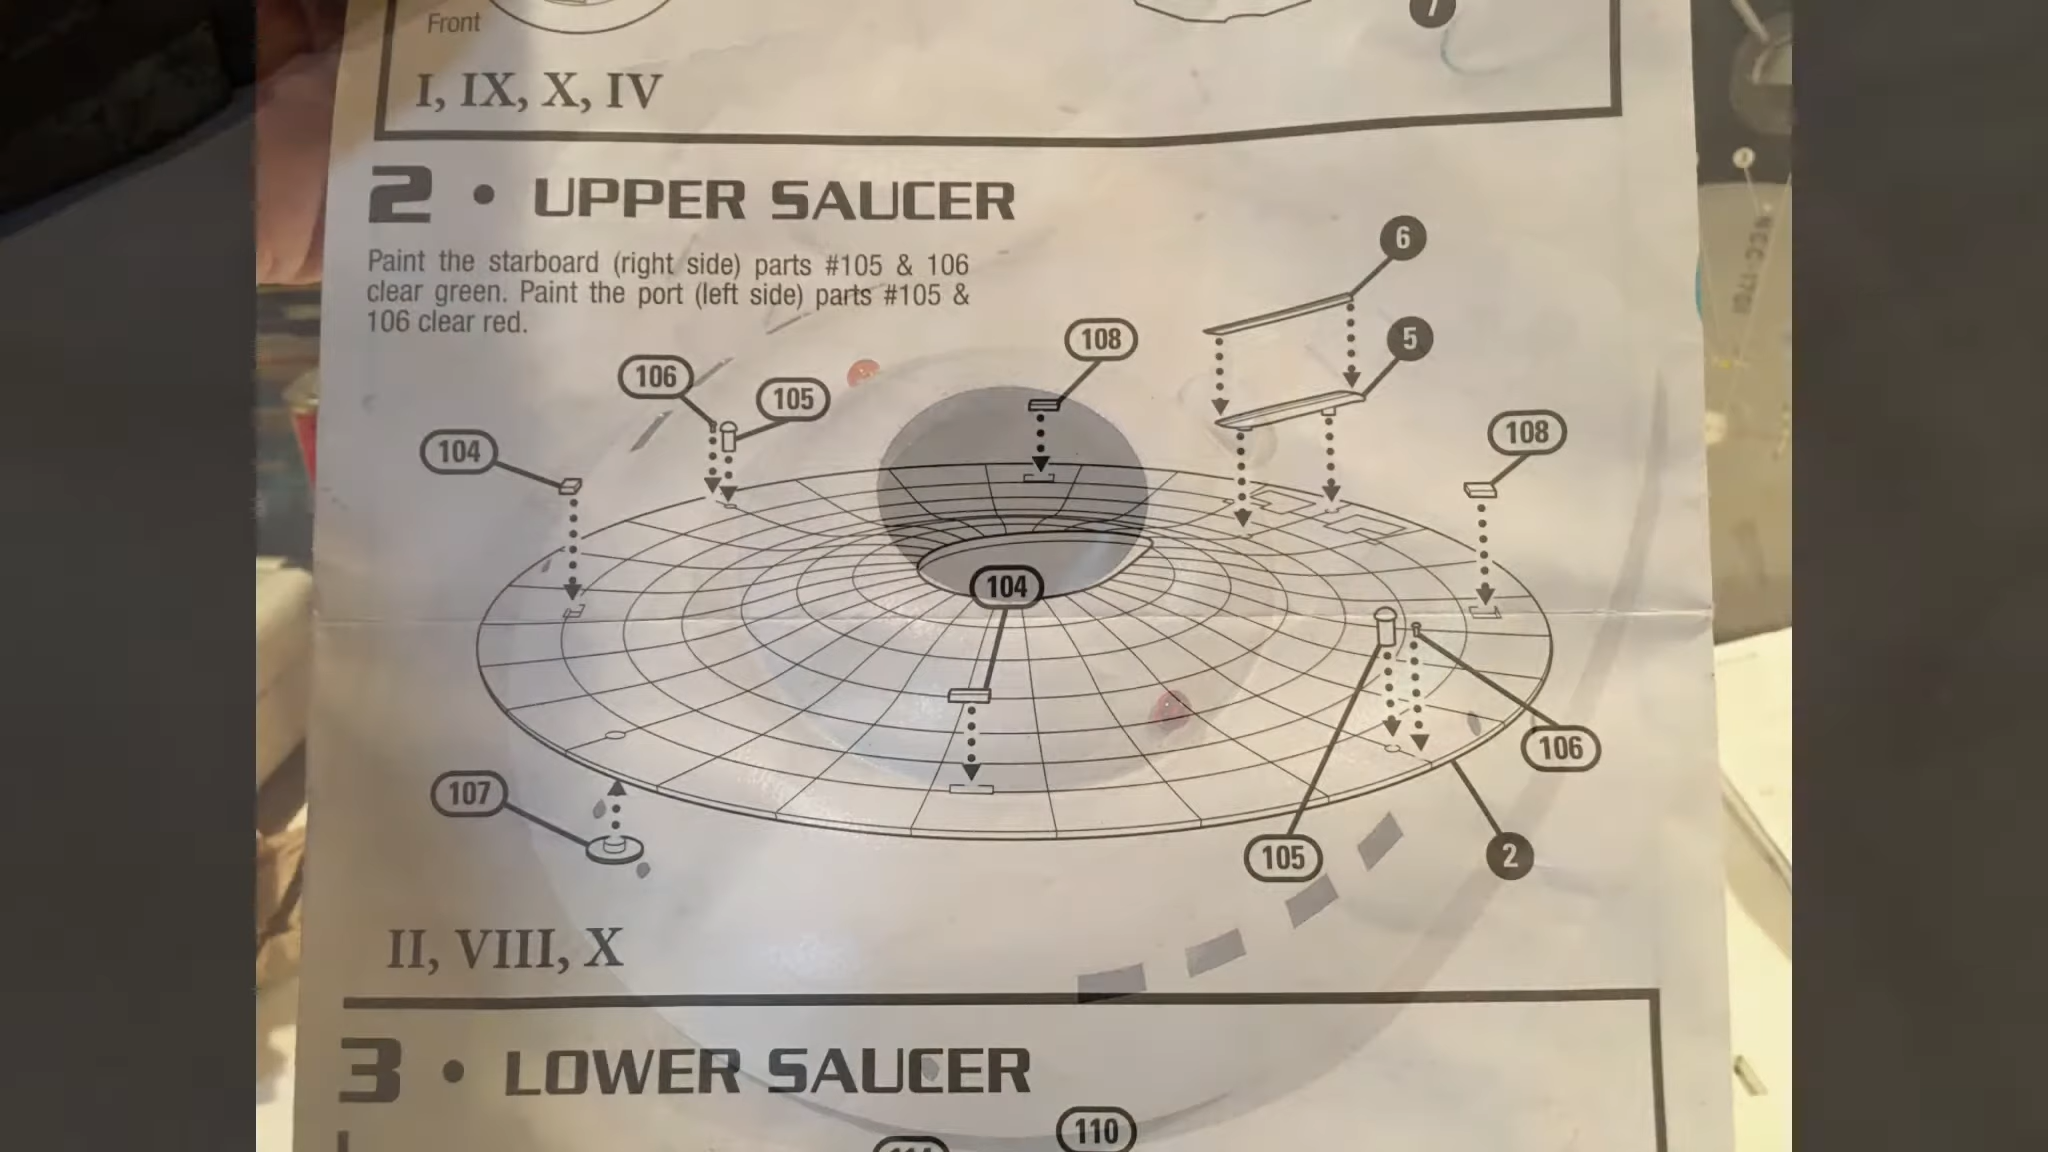 Front
7
I, IX, X, IV
2 • UPPER SAUCER
Paint the starboard (right side) parts #105 & 106
clear green. Paint the port (left side) parts #105 &
106 clear red.
6
108
5
106
105
108
104
104
106
107
105
2
II, VIII, X
3 • LOWER SAUCER
110